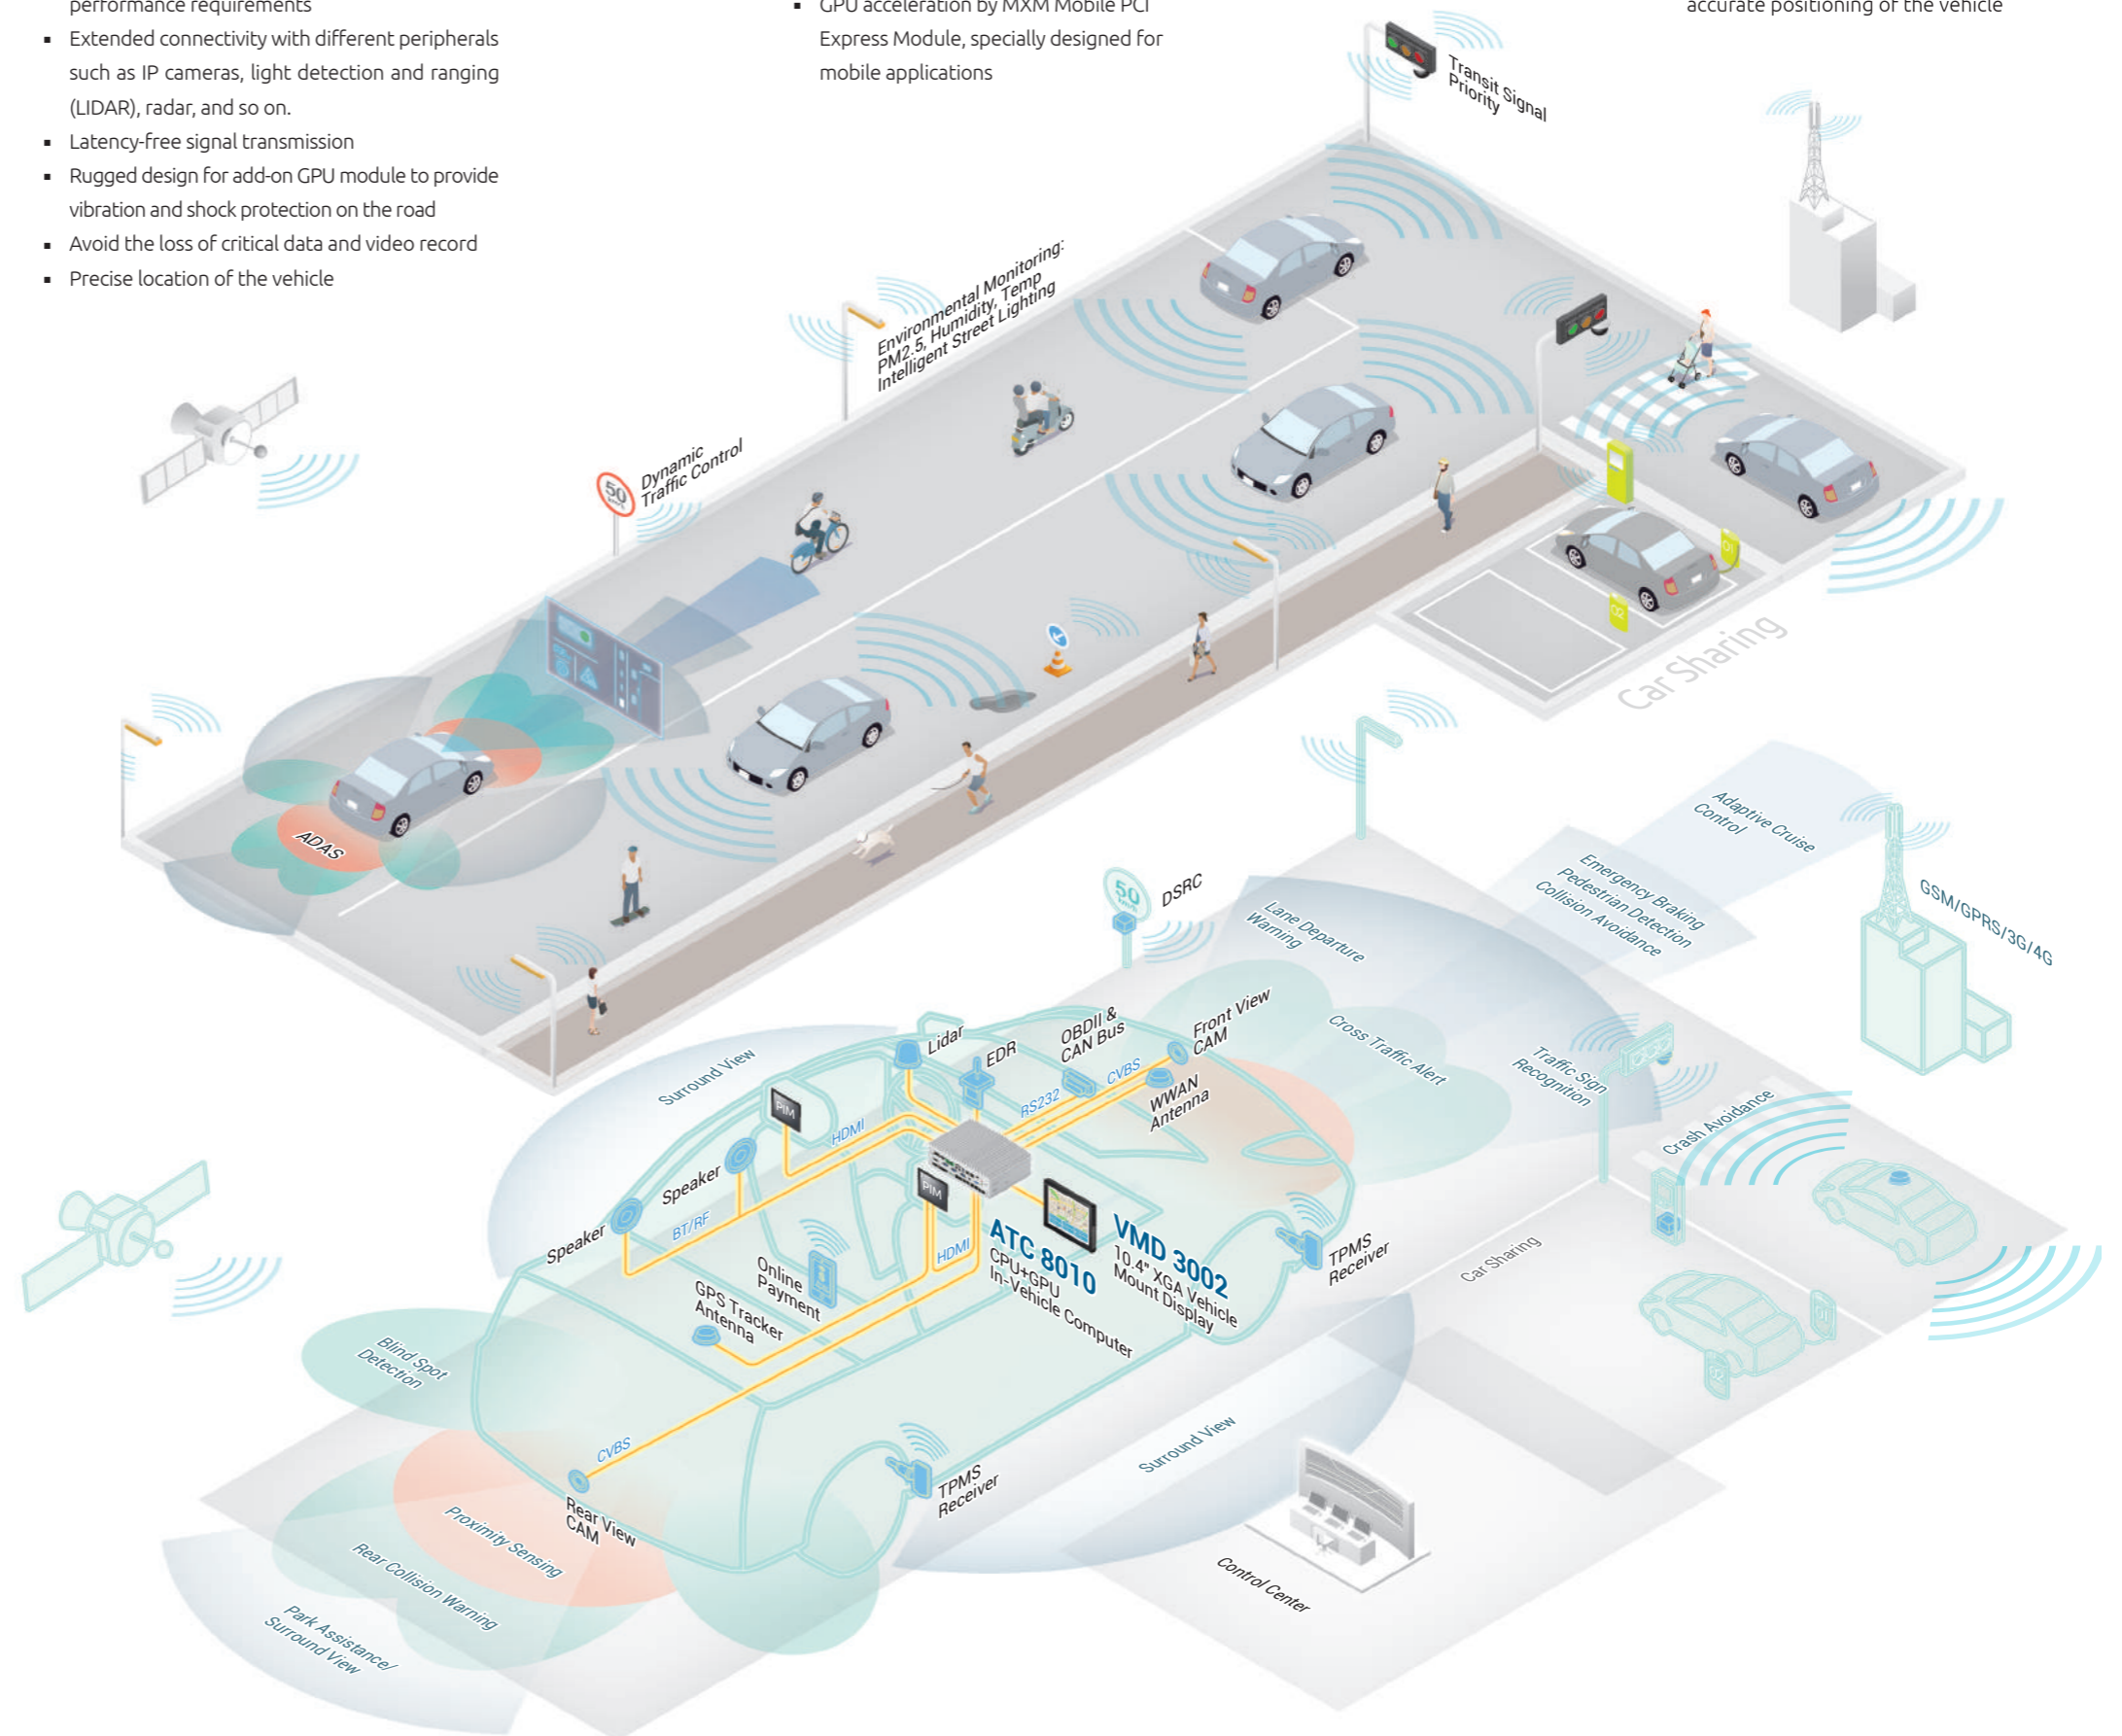 performance requirements
▪ Extended connectivity with different peripherals
such as IP cameras, light detection and ranging
(LIDAR), radar, and so on.
▪ Latency-free signal transmission
▪ Rugged design for add-on GPU module to provide
vibration and shock protection on the road
▪ Avoid the loss of critical data and video record
▪ Precise location of the vehicle
▪ GPU acceleration by MXM Mobile PCI
Express Module, specially designed for
mobile applications
accurate positioning of the vehicle
Transit Signal
Priority
Environmental Monitoring:
PM2.5, Humidity, Temp
Intelligent Street Lighting
50
km/h
Dynamic
Traffic Control
01
02
Car Sharing
ADAS
Adaptive Cruise
Control
Emergency Braking
Pedestrian Detection
Collision Avoidance
GSM/GPRS/3G/4G
50
km/h
DSRC
Lane Departure
Warning
Cross Traffic Alert
Traffic Sign
Recognition
Crash Avoidance
Surround View
Lidar
EDR
OBDII &
CAN Bus
Front View
CAM
RS232
CVBS
WWAN
Antenna
PIM
HDMI
Speaker
Speaker
BT/RF
PIM
HDMI
Online
Payment
GPS Tracker
Antenna
ATC 8010
CPU+GPU
In-Vehicle Computer
VMD 3002
10.4" XGA Vehicle
Mount Display
TPMS
Receiver
Car Sharing
01
02
Blind Spot
Detection
CVBS
Rear View
CAM
TPMS
Receiver
Surround View
Proximity Sensing
Rear Collision Warning
Park Assistance/
Surround View
Control Center